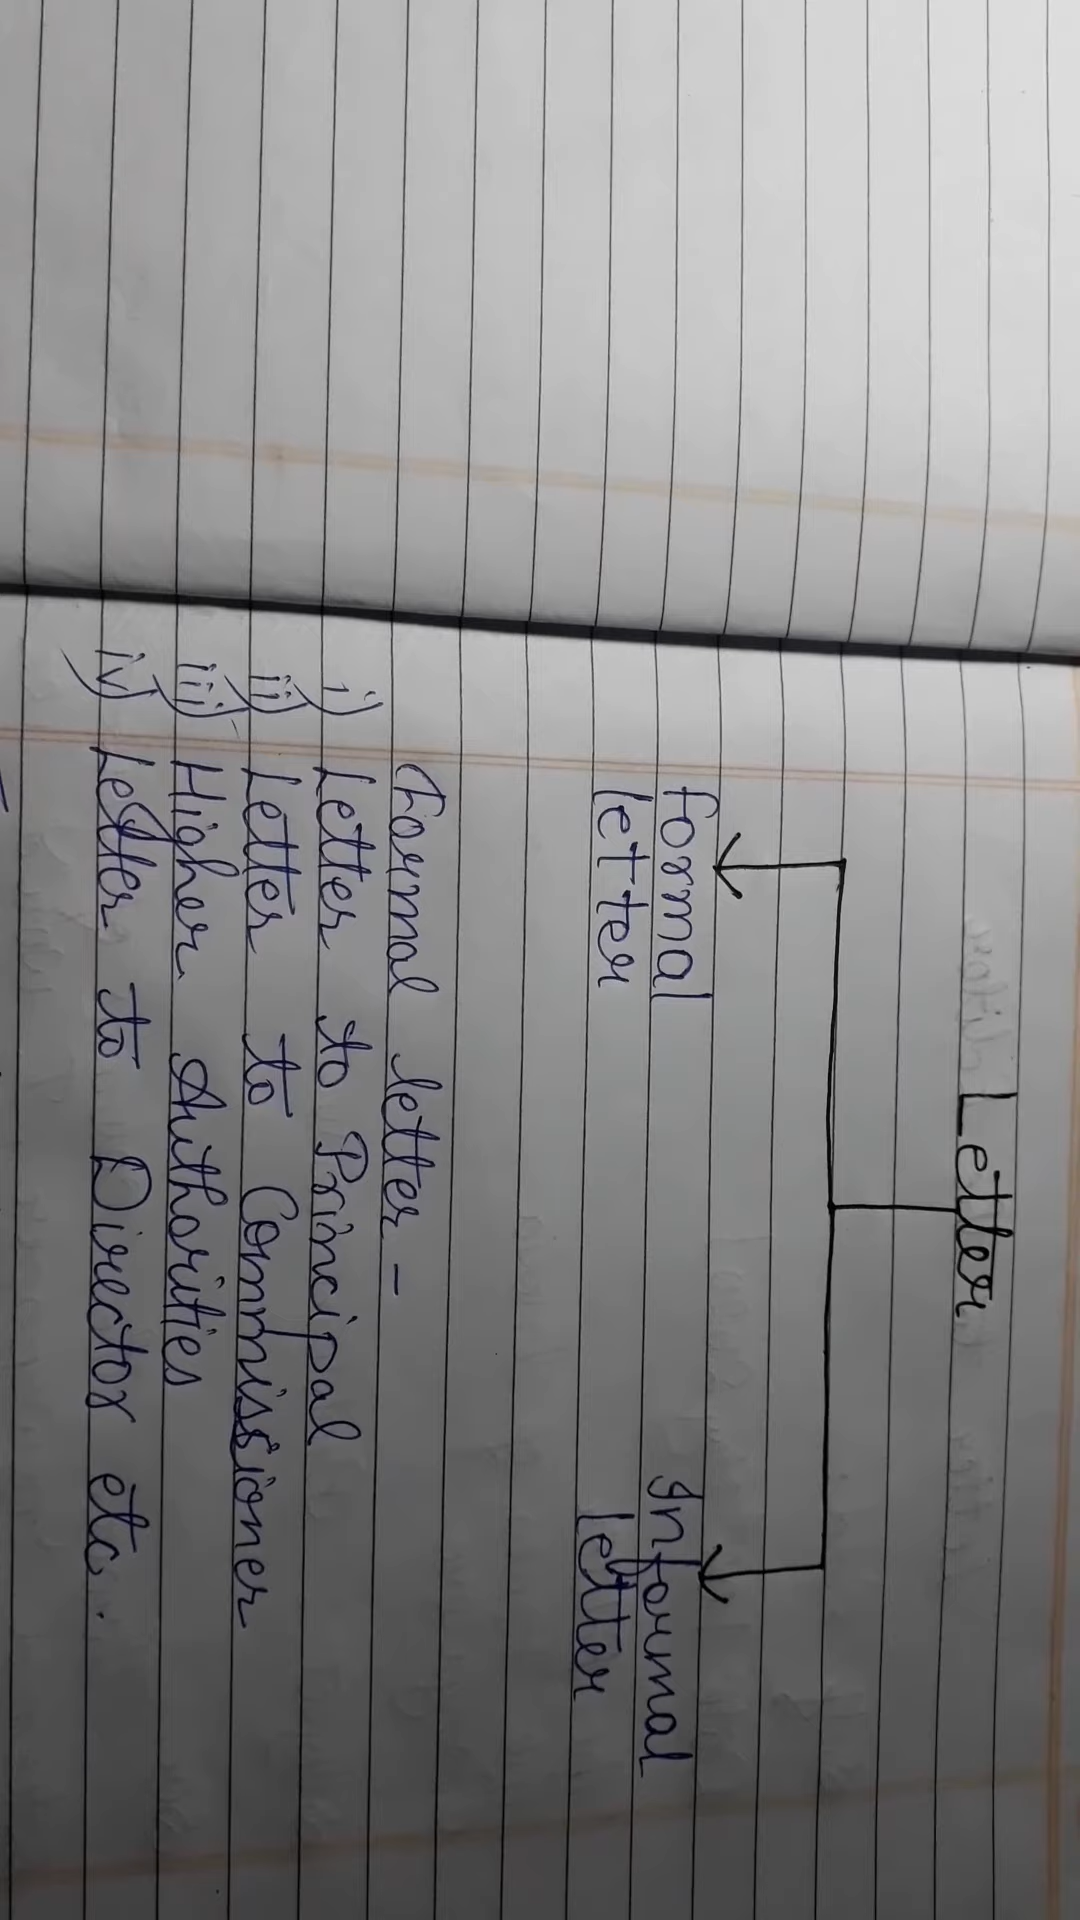 Letter
Formal
letter
Informal
letter
Formal letter -
i) Letter to Principal
ii) Letter to Commissioner
iii) Higher Authorities
iv) Letter to Director etc.